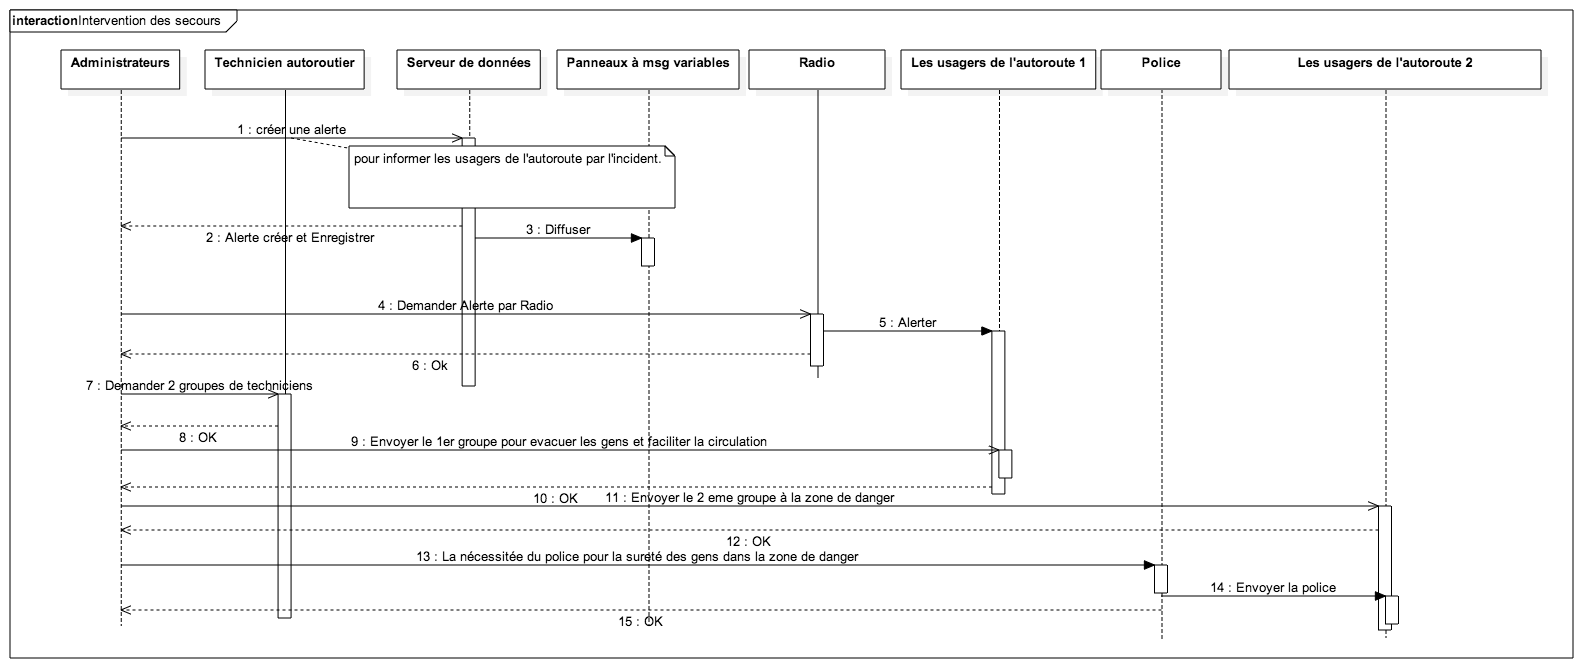 interactionIntervention des secours
Administrateurs
Technicien autoroutier
Serveur de données
Panneaux à msg variables
Radio
Les usagers de l'autoroute 1
Police
Les usagers de l'autoroute 2
1 : créer une alerte
pour informer les usagers de l'autoroute par l'incident.
2 : Alerte créer et Enregistrer
3 : Diffuser
4 : Demander Alerte par Radio
5 : Alerter
6 : Ok
7 : Demander 2 groupes de techniciens
8 : OK
9 : Envoyer le 1er groupe pour evacuer les gens et faciliter la circulation
10 : OK
11 : Envoyer le 2 eme groupe à la zone de danger
12 : OK
13 : La nécessitée du police pour la sureté des gens dans la zone de danger
14 : Envoyer la police
15 : OK